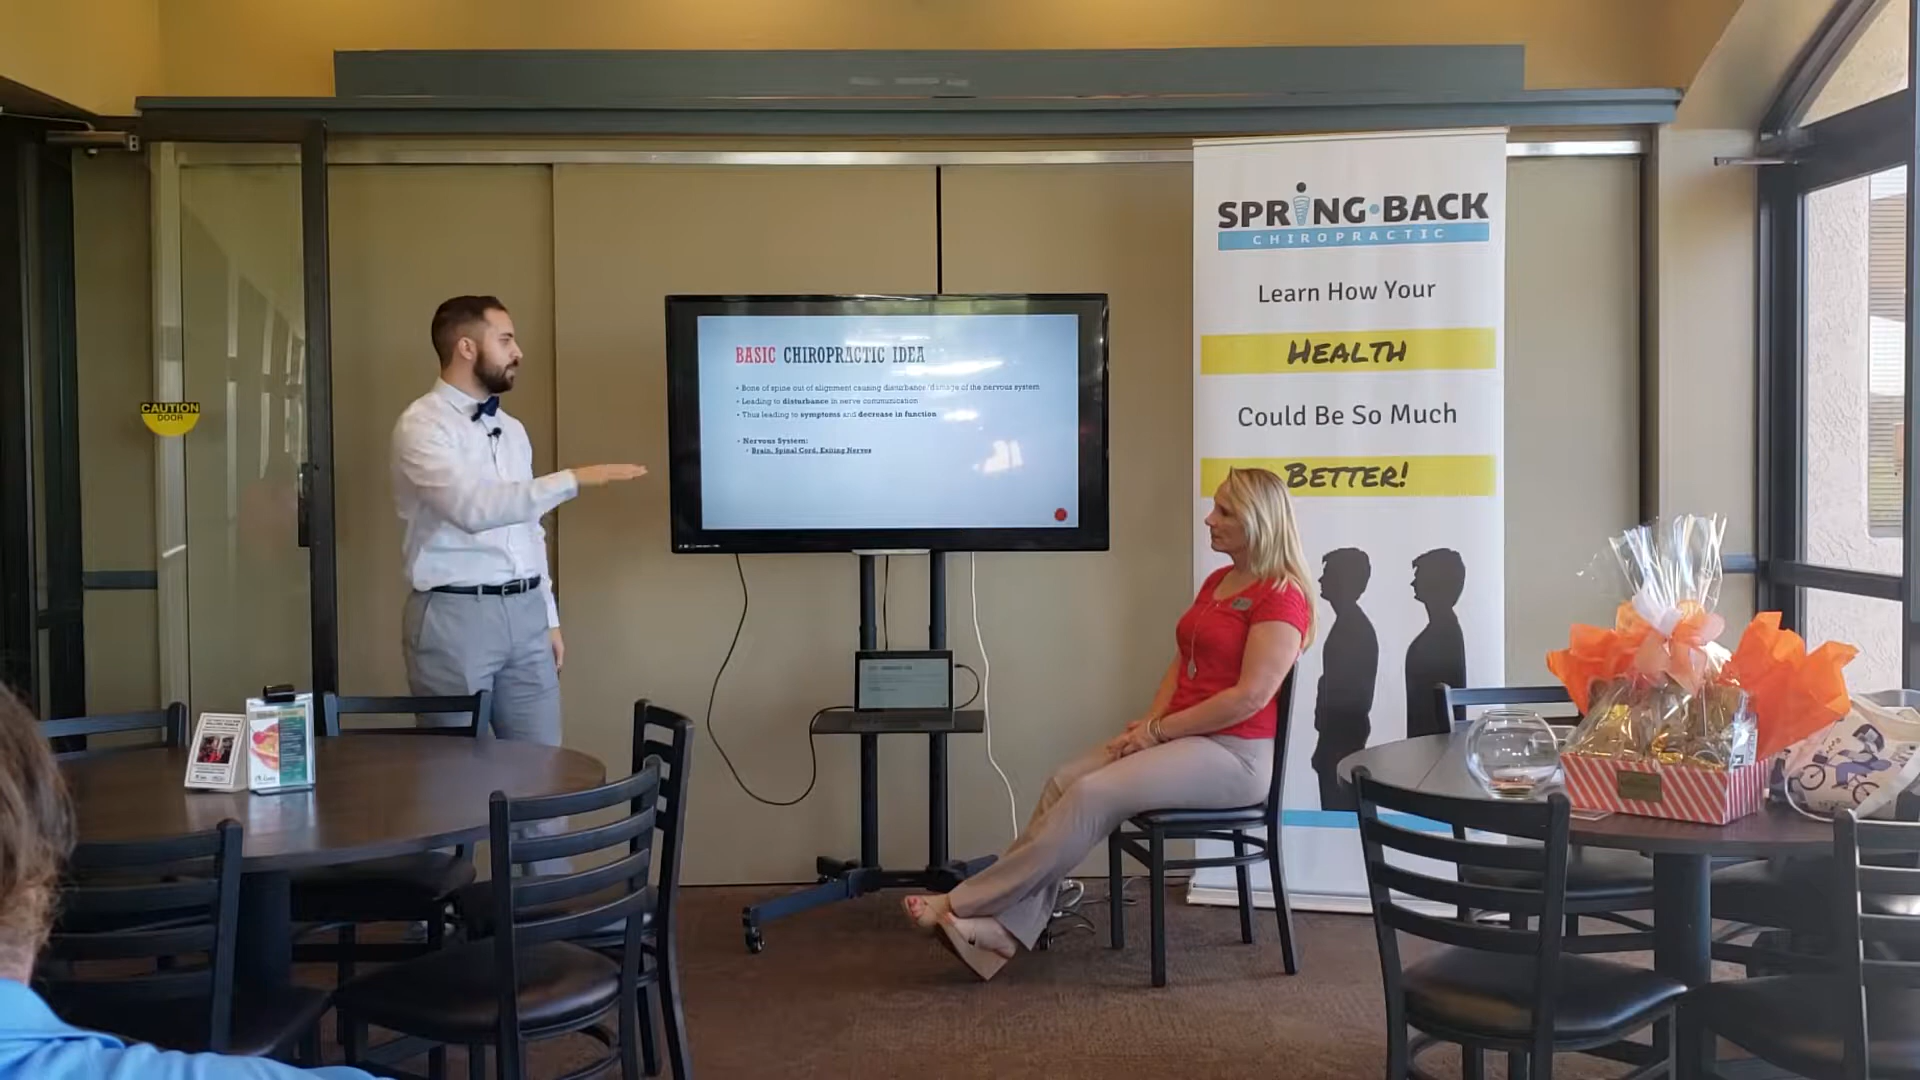 SPRING·BACK
CHIROPRACTIC
Learn How Your
HEALTH
Could Be So Much
BETTER!
BASIC CHIROPRACTIC IDEA
• Bone of spine out of alignment causing disturbance/damage of the nervous system
• Leading to disturbance in nerve communication
• Thus leading to symptoms and decrease in function
• Nervous System:
• Brain, Spinal Cord, Exiting Nerves
CAUTION
DOOR